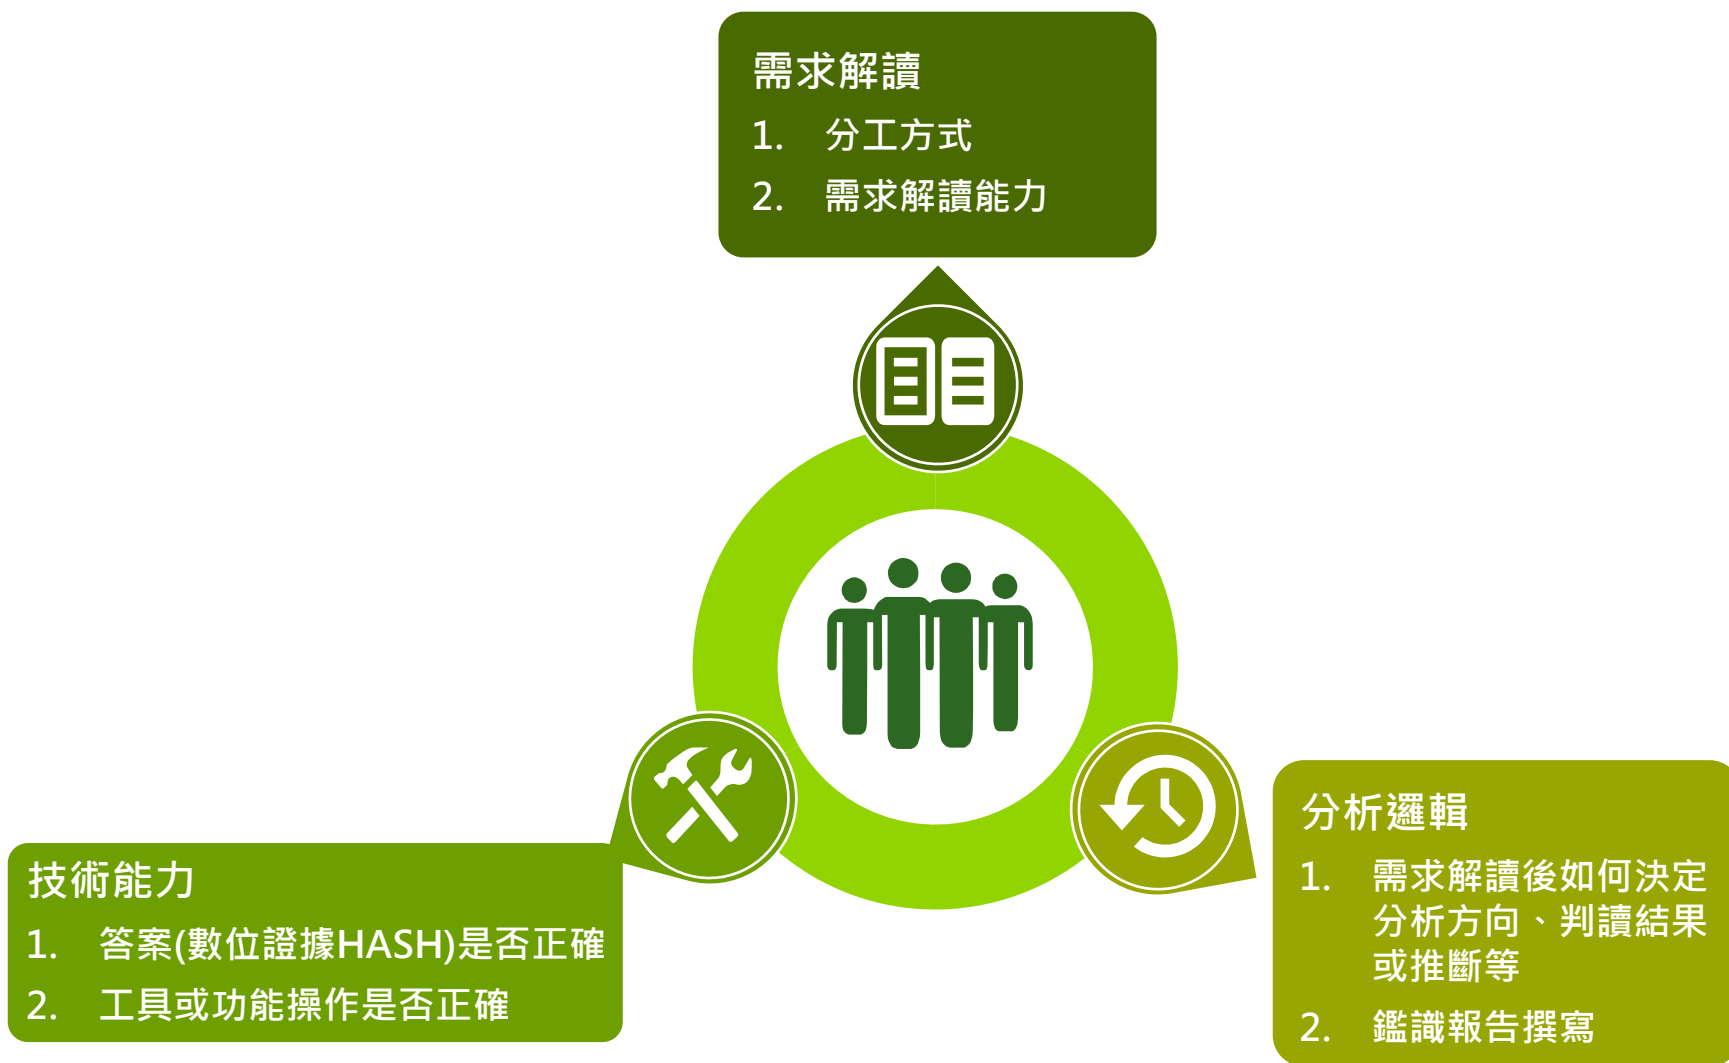 需求解讀
1. 分工方式
2. 需求解讀能力
技術能力
1. 答案(數位證據HASH)是否正確
2. 工具或功能操作是否正確
分析邏輯
1. 需求解讀後如何決定
分析方向、判讀結果
或推斷等
2. 鑑識報告撰寫